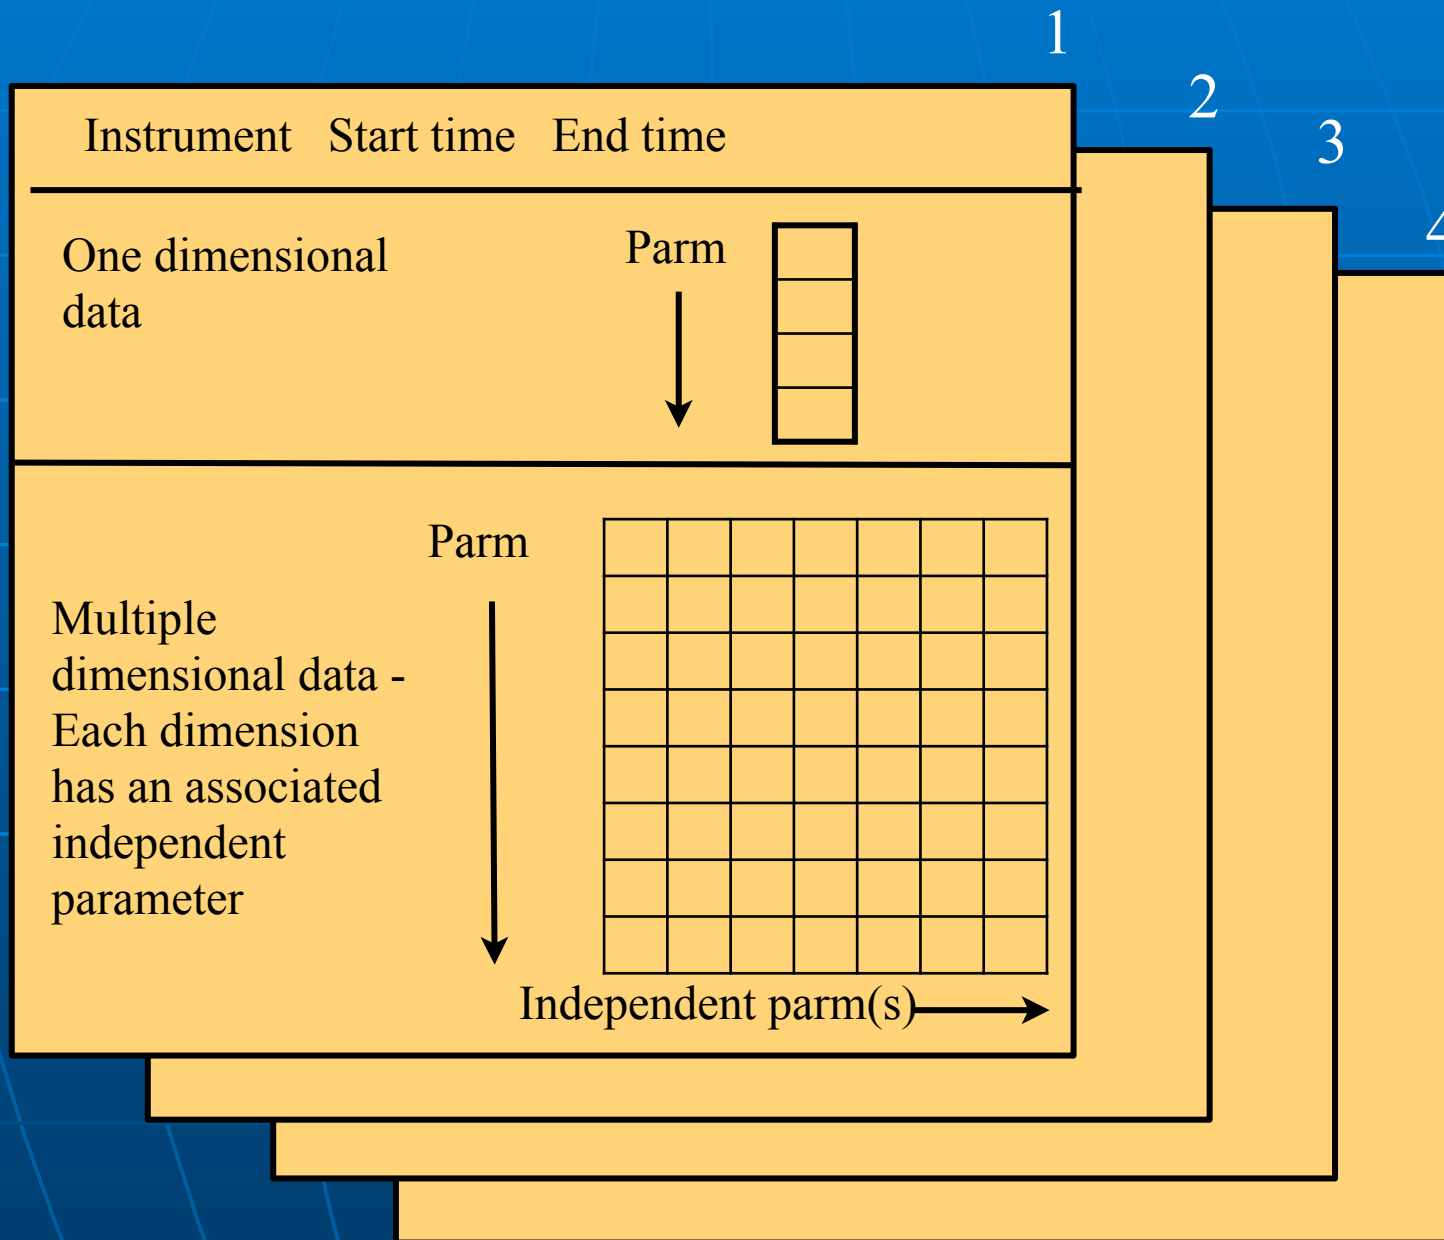 1
2
3
4
Instrument Start time End time
One dimensional
data
Parm
Parm
Multiple
dimensional data -
Each dimension
has an associated
independent
parameter
Independent parm(s)